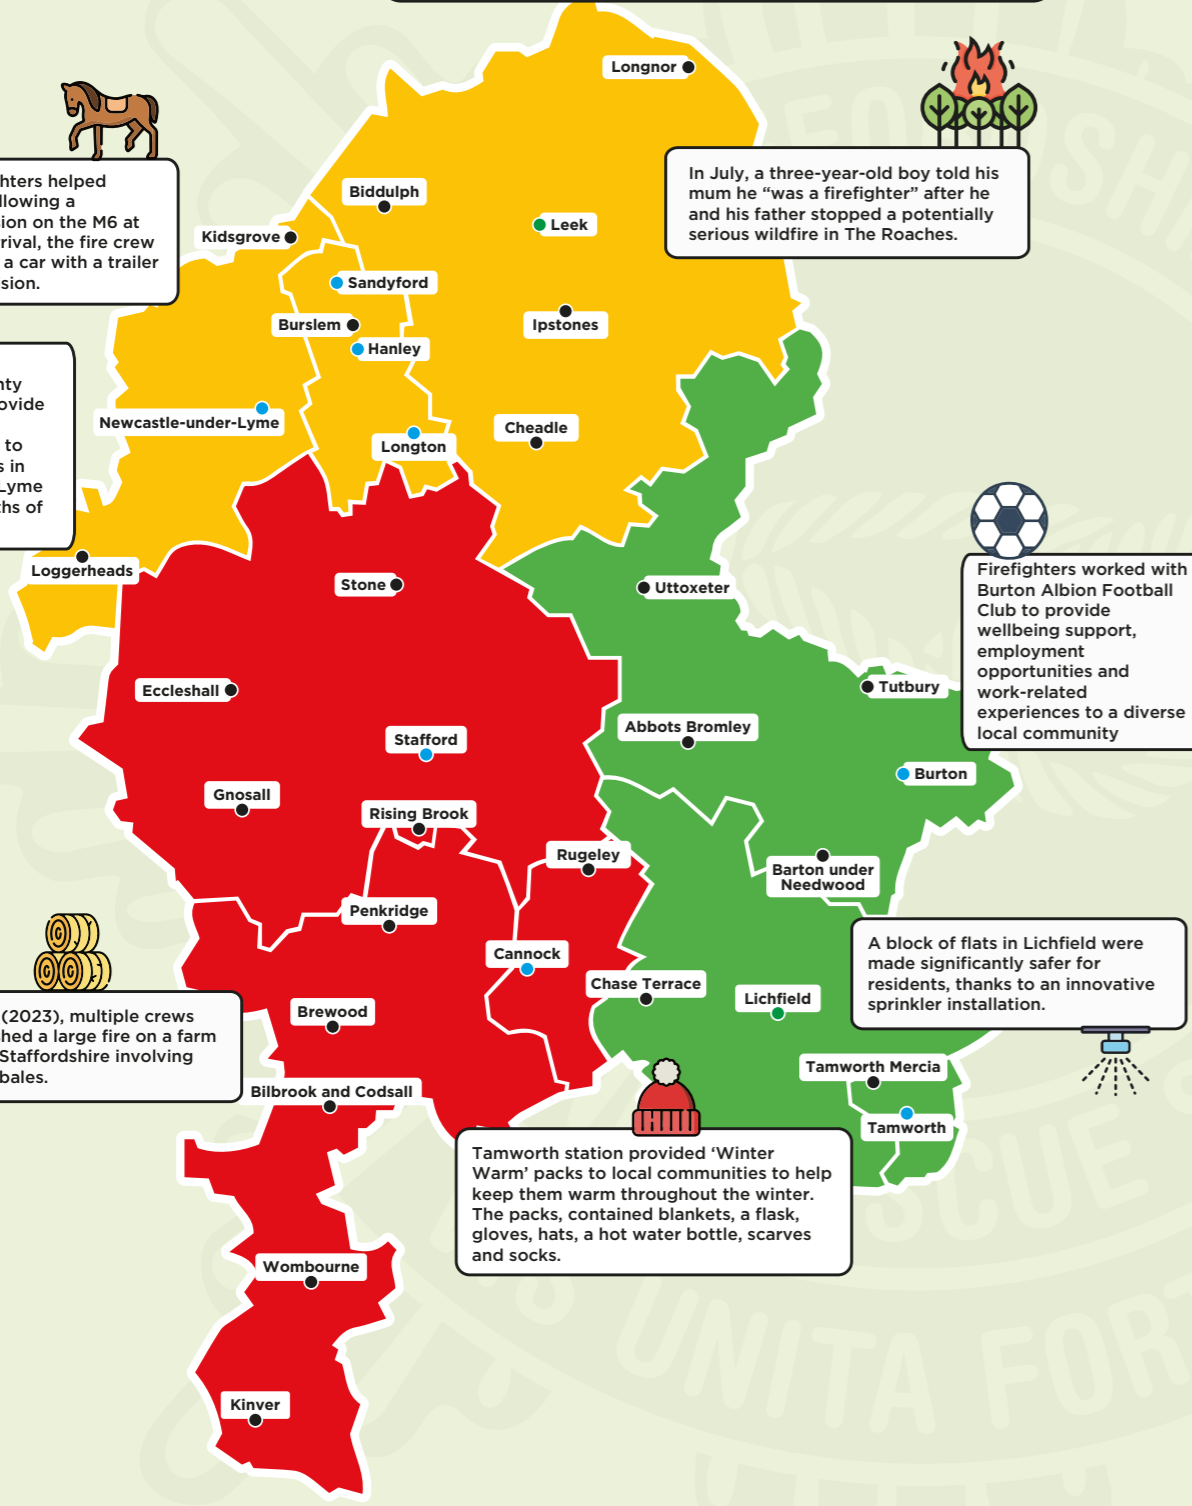 Longnor
In July, a three-year-old boy told his
mum he “was a firefighter” after he
and his father stopped a potentially
serious wildfire in The Roaches.
hters helped
llowing a
sion on the M6 at
rival, the fire crew
a car with a trailer
sion.
Biddulph
Leek
Kidsgrove
Sandyford
Burslem
Hanley
Ipstones
nty
ovide
to
s in
Lyme
hs of
Newcastle-under-Lyme
Cheadle
Longton
Loggerheads
Stone
Uttoxeter
Firefighters worked with
Burton Albion Football
Club to provide
wellbeing support,
employment
opportunities and
work-related
experiences to a diverse
local community
Eccleshall
Tutbury
Abbots Bromley
Stafford
Burton
Gnosall
Rising Brook
Rugeley
Barton under
Needwood
Penkridge
Cannock
A block of flats in Lichfield were
made significantly safer for
residents, thanks to an innovative
sprinkler installation.
Chase Terrace
Lichfield
Brewood
(2023), multiple crews
hed a large fire on a farm
Staffordshire involving
bales.
Bilbrook and Codsall
Tamworth Mercia
Tamworth
Tamworth station provided ‘Winter
Warm’ packs to local communities to help
keep them warm throughout the winter.
The packs, contained blankets, a flask,
gloves, hats, a hot water bottle, scarves
and socks.
Wombourne
Kinver
SCUE
UNITA FORT